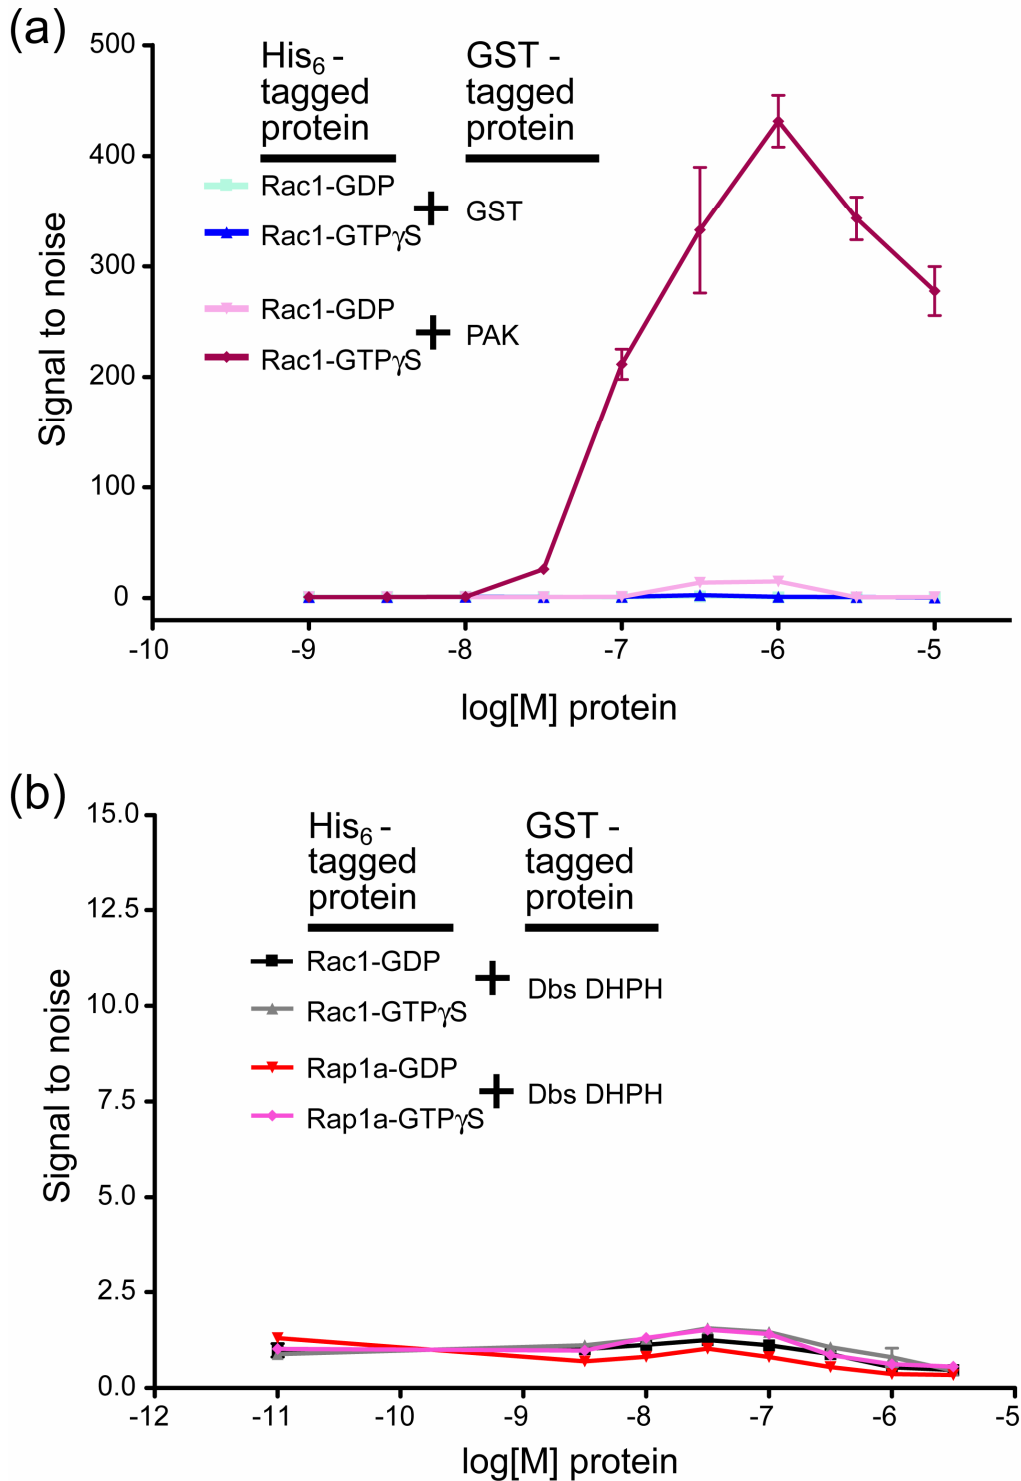 (a)
500
400
300
200
100
0
Signal to noise
His6 -
tagged
protein
GST -
tagged
protein
Rac1-GDP
Rac1-GTPγS
+
GST
Rac1-GDP
Rac1-GTPγS
+
PAK
-10
-9
-8
-7
-6
-5
log[M] protein
(b)
15.0
12.5
10.0
7.5
5.0
2.5
0.0
Signal to noise
His6 -
tagged
protein
GST -
tagged
protein
Rac1-GDP
Rac1-GTPγS
+
Dbs DHPH
Rap1a-GDP
Rap1a-GTPγS
+
Dbs DHPH
-12
-11
-10
-9
-8
-7
-6
-5
log[M] protein